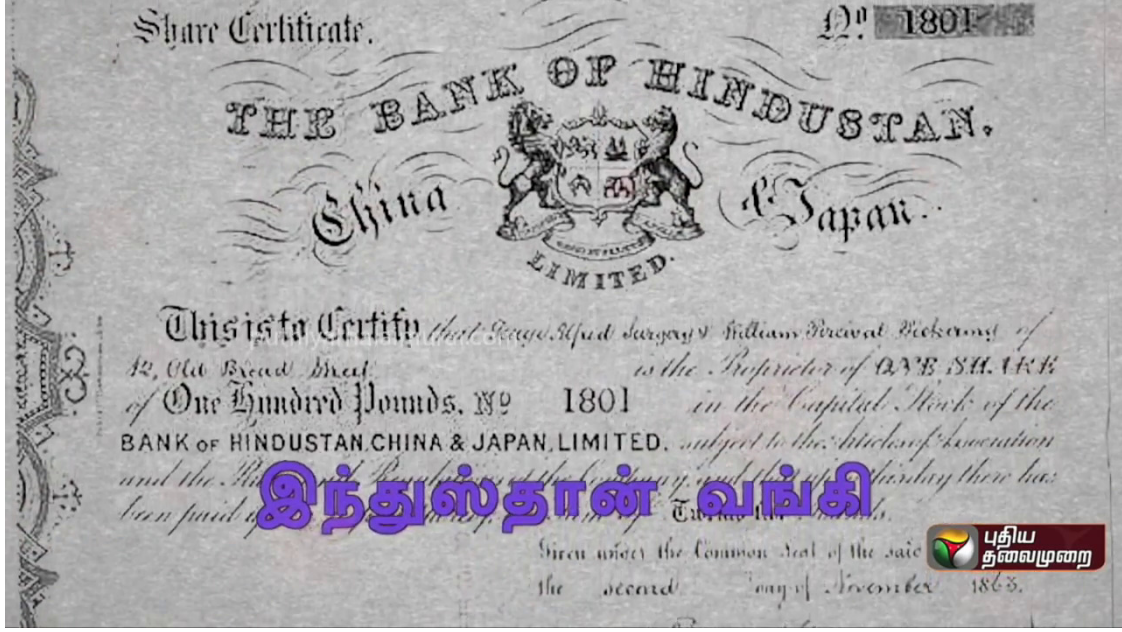 Share Certificate.
Nº 1801
THE BANK OF HINDUSTAN.
China & Japan.
LIMITED.
This is to Certify that Alfred William Percival Pickering of
12, Old Broad Street is the Proprietor of ONE SHARE
of One Hundred Pounds. Nº 1801 in the Capital Stock of the
BANK OF HINDUSTAN, CHINA & JAPAN, LIMITED. subject to the Articles of Association
and the there has
been paid
இந்துஸ்தான் வங்கி
Given under the Common Seal of the said
the second day of November 1863.
புதிய
தலைமுறை